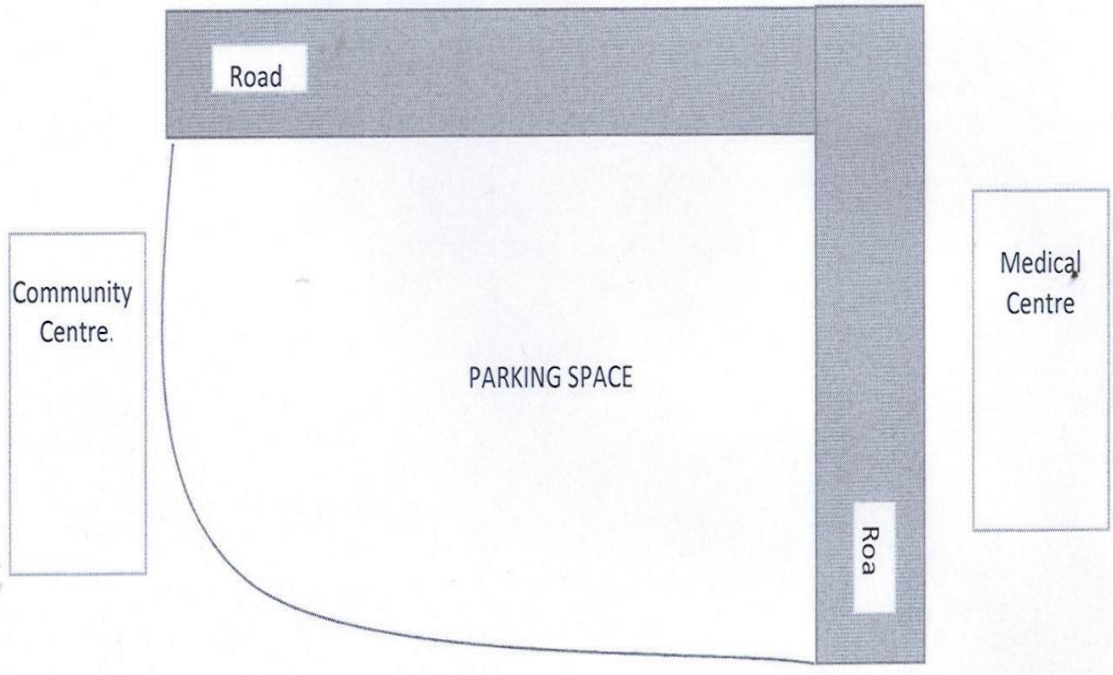 Road
Community
Centre.
Medical
Centre
PARKING SPACE
Roa